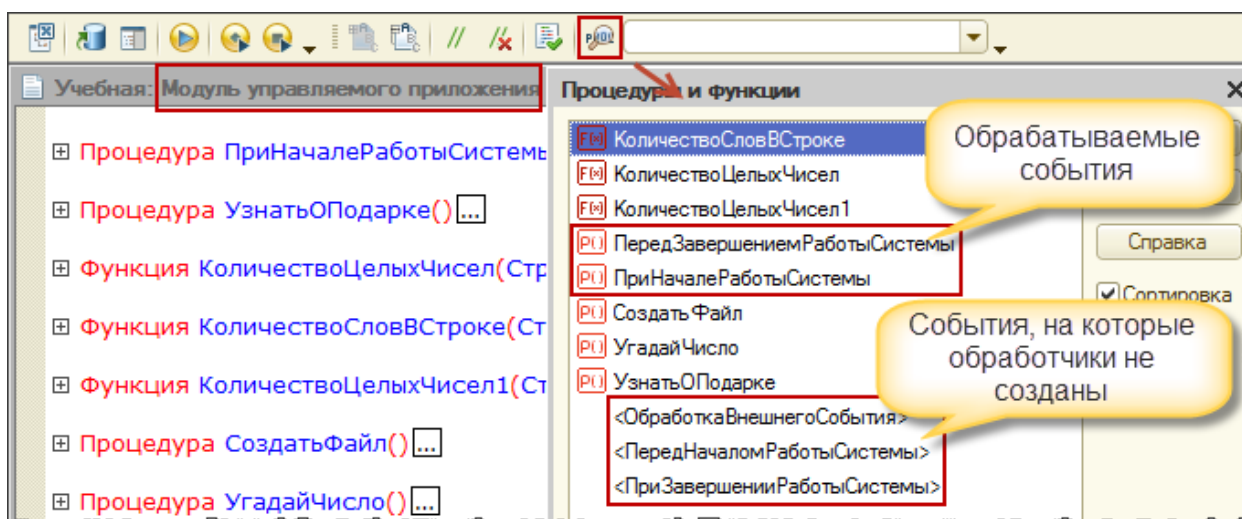 Учебная: Модуль управляемого приложения
Процедура ПриНачалеРаботыСистемы
Процедура УзнатьОПодарке()...
Функция КоличествоЦелыхЧисел(Стр
Функция КоличествоСловВСтроке(Ст
Функция КоличествоЦелыхЧисел1(Ст
Процедура СоздатьФайл()...
Процедура УгадайЧисло()...
Процедуры и функции
КоличествоСловВСтроке
КоличествоЦелыхЧисел
КоличествоЦелыхЧисел1
ПередЗавершениемРаботыСистемы
ПриНачалеРаботыСистемы
СоздатьФайл
УгадайЧисло
УзнатьОПодарке
<ОбработкаВнешнегоСобытия>
<ПередНачаломРаботыСистемы>
<ПриЗавершенииРаботыСистемы>
Обрабатываемые
события
Справка
Сортировка
События, на которые
обработчики не
созданы